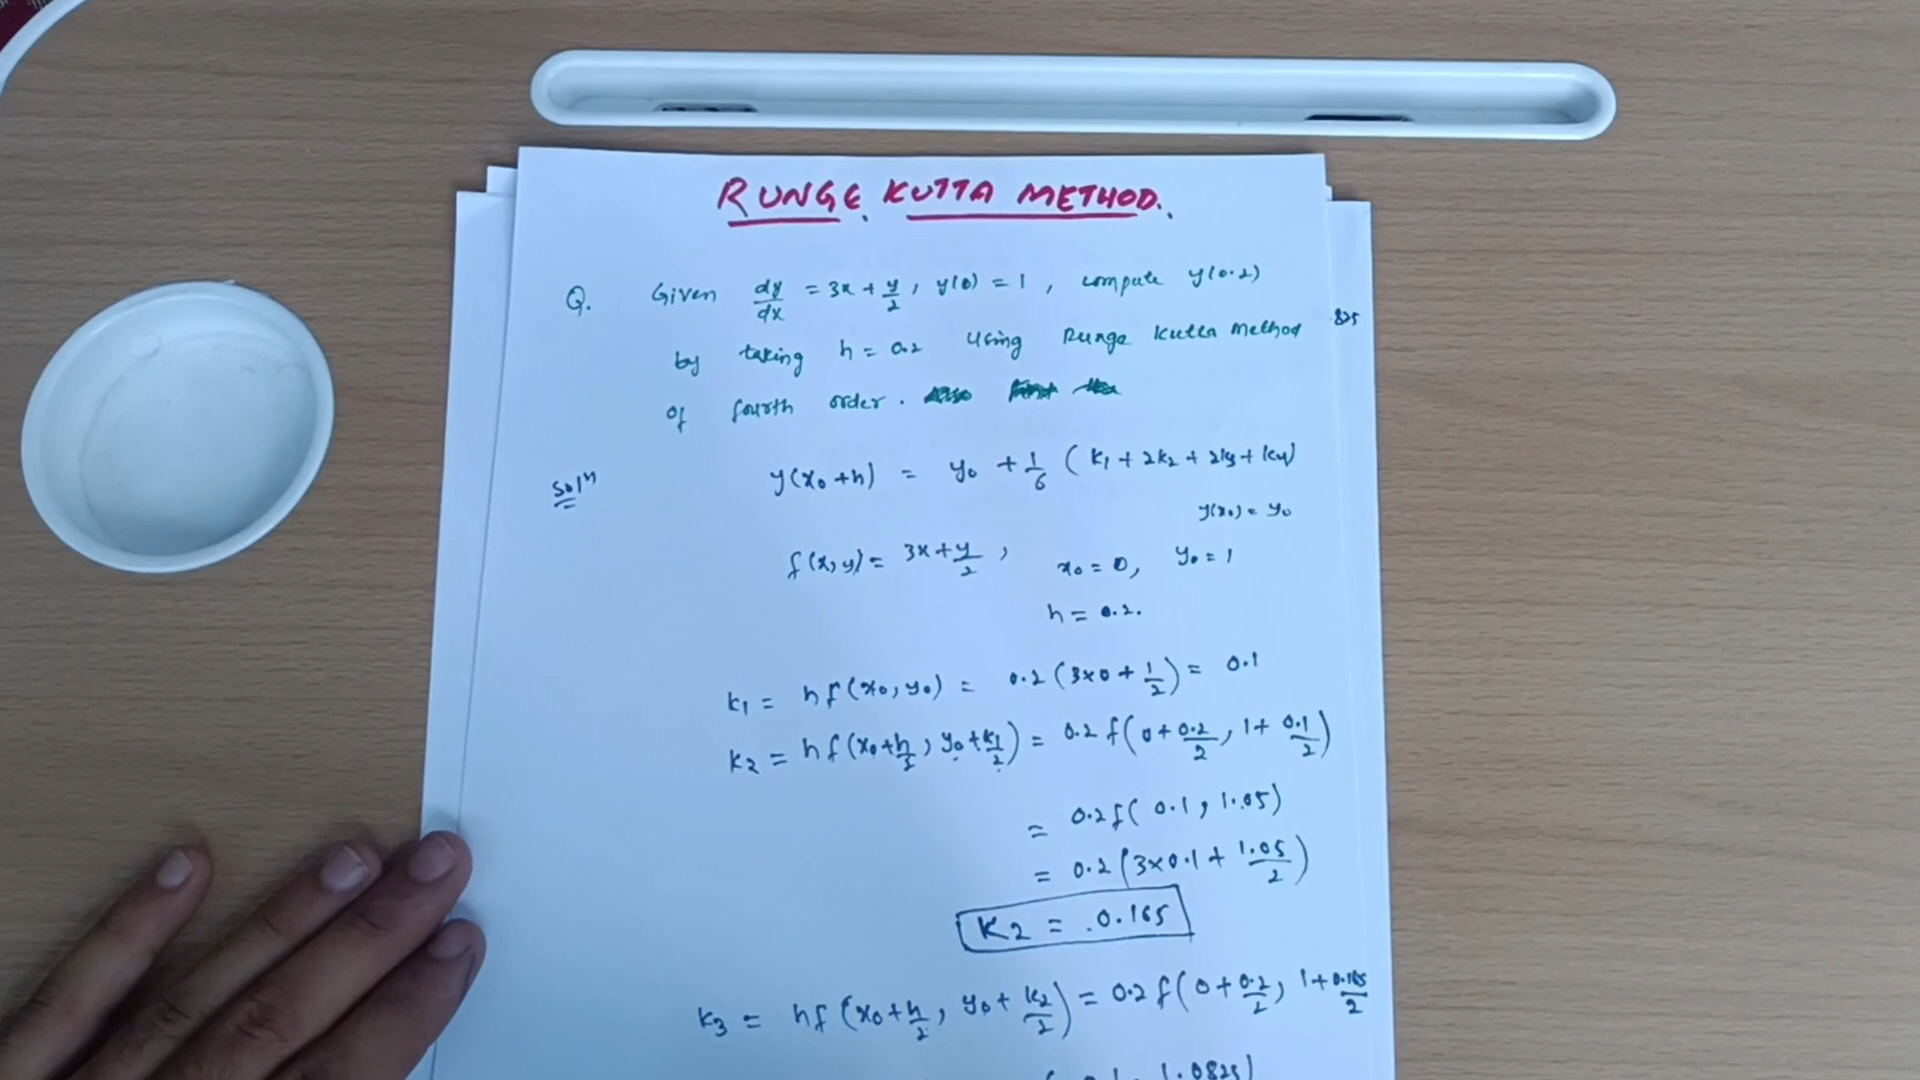 RUNGE KUTTA METHOD.
Q. Given dy/dx = 3x + y/2, y(0) = 1, compute y(0.2)
by taking h = 0.2 using Runge Kutta Method
.825
of fourth order.
Solⁿ y(x₀+h) = y₀ + 1/6 (k₁ + 2k₂ + 2k₃ + k₄)
y(x₀) = y₀
f(x,y) = 3x + y/2, x₀ = 0, y₀ = 1
h = 0.2.
k₁ = hf(x₀, y₀) = 0.2 (3×0 + 1/2) = 0.1
k₂ = hf(x₀+h/2, y₀+k₁/2) = 0.2 f(0 + 0.2/2, 1 + 0.1/2)
= 0.2f(0.1, 1.05)
= 0.2(3×0.1 + 1.05/2)
K₂ = 0.165
k₃ = hf(x₀+h/2, y₀+k₂/2) = 0.2 f(0 + 0.2/2, 1 + 0.165/2)
1.0825)